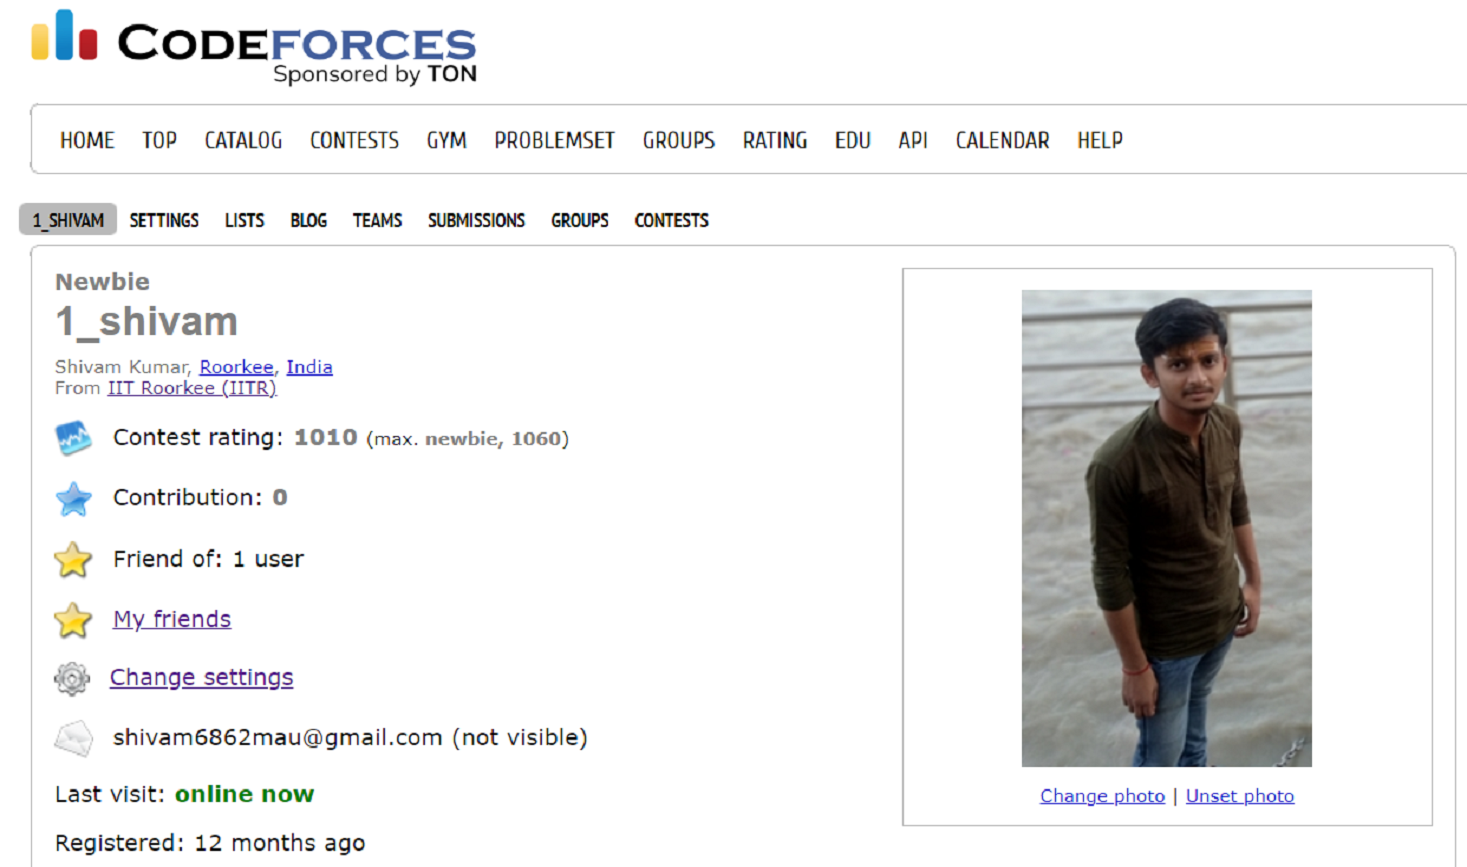 CODEFORCES
Sponsored by TON
HOME TOP CATALOG CONTESTS GYM PROBLEMSET GROUPS RATING EDU API CALENDAR HELP
1_SHIVAM SETTINGS LISTS BLOG TEAMS SUBMISSIONS GROUPS CONTESTS
Newbie
1_shivam
Shivam Kumar, Roorkee, India
From IIT Roorkee (IITR)
Contest rating: 1010 (max. newbie, 1060)
Contribution: 0
Friend of: 1 user
My friends
Change settings
shivam6862mau@gmail.com (not visible)
Last visit: online now
Registered: 12 months ago
Change photo | Unset photo